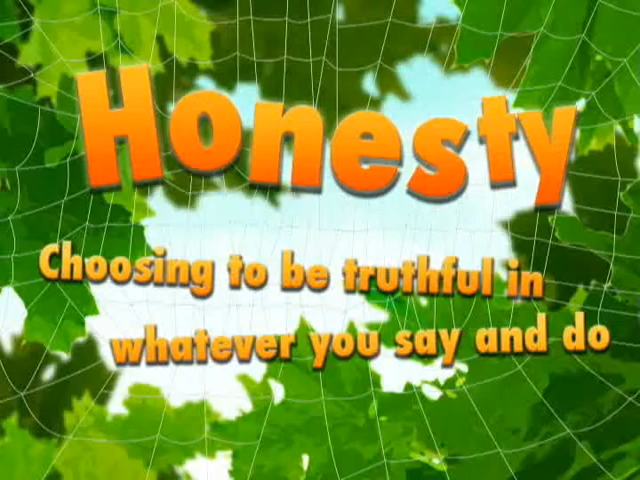 Honesty
Choosing to be truthful in
whatever you say and do